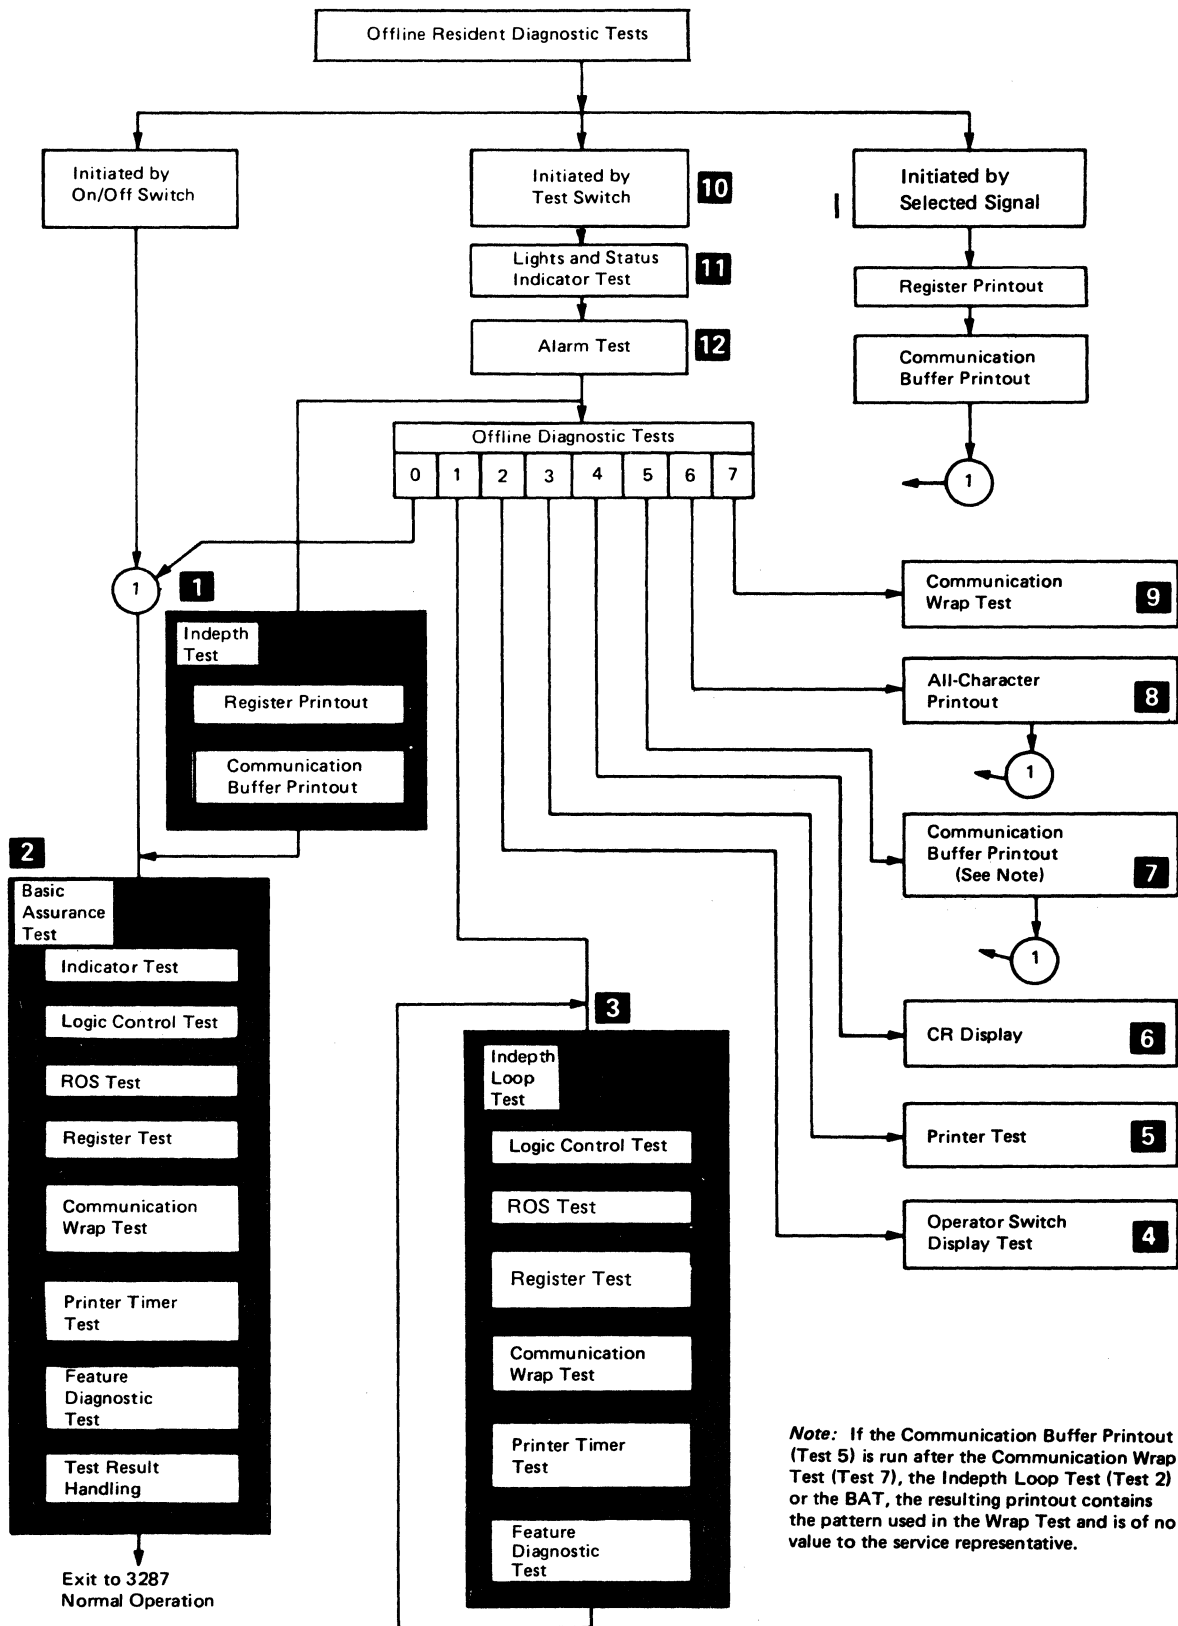 Offline Resident Diagnostic Tests
Initiated by
On/Off Switch
Initiated by
Test Switch
10
Initiated by
Selected Signal
Lights and Status
Indicator Test
11
Register Printout
Alarm Test
12
Communication
Buffer Printout
1
Offline Diagnostic Tests
0 1 2 3 4 5 6 7
1
1
Indepth
Test
Register Printout
Communication
Buffer Printout
Communication
Wrap Test
9
All-Character
Printout
8
1
Communication
Buffer Printout
(See Note)
7
1
CR Display
6
Printer Test
5
Operator Switch
Display Test
4
2
Basic
Assurance
Test
Indicator Test
Logic Control Test
ROS Test
Register Test
Communication
Wrap Test
Printer Timer
Test
Feature
Diagnostic
Test
Test Result
Handling
Exit to 3287
Normal Operation
3
Indepth
Loop
Test
Logic Control Test
ROS Test
Register Test
Communication
Wrap Test
Printer Timer
Test
Feature
Diagnostic
Test
Note: If the Communication Buffer Printout
(Test 5) is run after the Communication Wrap
Test (Test 7), the Indepth Loop Test (Test 2)
or the BAT, the resulting printout contains
the pattern used in the Wrap Test and is of no
value to the service representative.